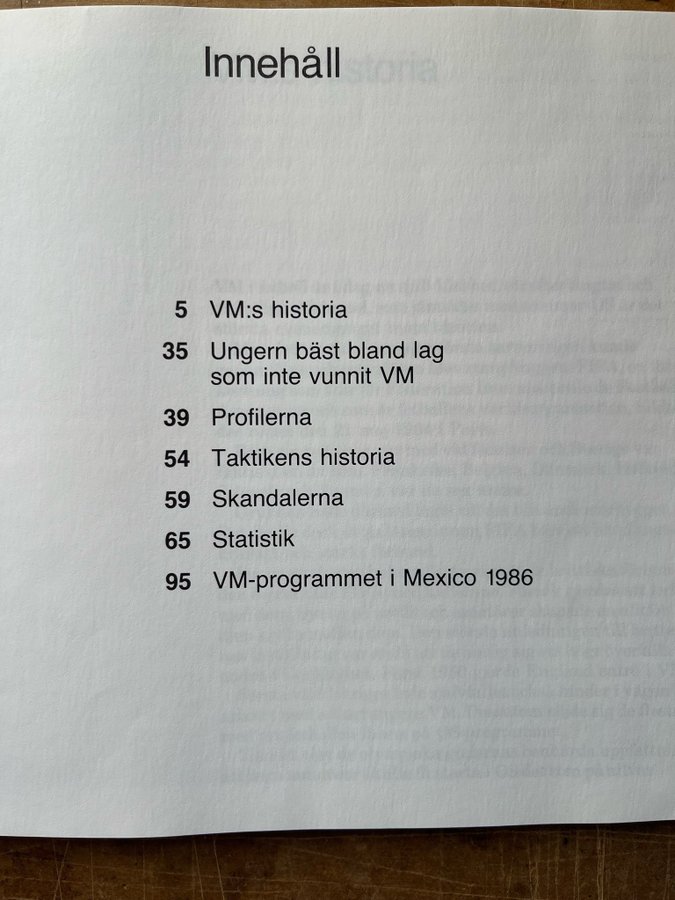 Innehåll
5 VM:s historia
35 Ungern bäst bland lag
som inte vunnit VM
39 Profilerna
54 Taktikens historia
59 Skandalerna
65 Statistik
95 VM-programmet i Mexico 1986